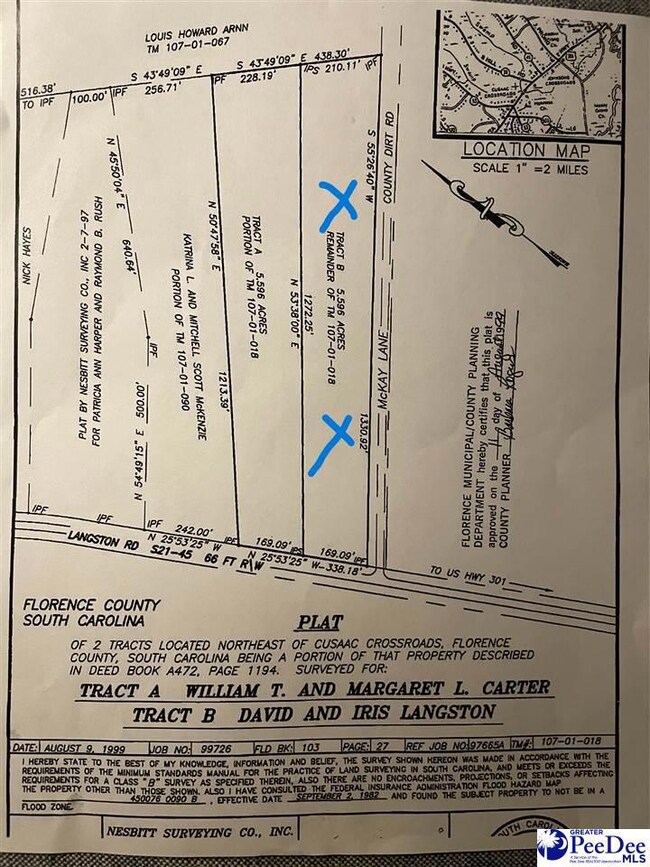 LOUIS HOWARD ARNN
TM 107-01-067
516.38'
TO IPF
100.00'
IPF
S 43°49'09" E
256.71'
IPF
S 43°49'09" E 438.30'
228.19'
IPS 210.11' IPF
LOCATION MAP
SCALE 1" =2 MILES
CUSAAC
CROSSROADS
NICK HAYES
PLAT BY NESBITT SURVEYING CO., INC 2-7-97
FOR PATRICIA ANN HARPER AND RAYMOND B. RUSH
N 45°50'04" E
640.64'
IPF
500.00'
N 54°49'15" E
KATRINA L. AND MITCHELL SCOTT McKENZIE
PORTION OF TM 107-01-090
N 50°47'58" E
1213.39'
TRACT A 5.596 ACRES
PORTION OF TM 107-01-018
N 53°38'00" E
1272.25'
TRACT B 5.596 ACRES
REMAINDER OF TM 107-01-018
S 55°26'40" W
1330.92'
McKAY LANE
COUNTY DIRT RD
FLORENCE MUNICIPAL/COUNTY PLANNING
DEPARTMENT hereby certifies that this plat is
approved on the 11 day of August 1999
COUNTY PLANNER
IPF
IPF
IPF
242.00'
IPF
169.09'
IPS
169.09'
IPF
N 25°53'25" W
N 25°53'25" W-338.18'
LANGSTON RD S21-45 66 FT R\W
TO US HWY 301
FLORENCE COUNTY
SOUTH CAROLINA
PLAT
OF 2 TRACTS LOCATED NORTHEAST OF CUSAAC CROSSROADS, FLORENCE
COUNTY, SOUTH CAROLINA BEING A PORTION OF THAT PROPERTY DESCRIBED
IN DEED BOOK A472, PAGE 1194. SURVEYED FOR:
TRACT A WILLIAM T. AND MARGARET L. CARTER
TRACT B DAVID AND IRIS LANGSTON
DATE: AUGUST 9, 1999 JOB NO: 99726 FLD BK: 103 PAGE: 27 REF JOB NO: 97665A TM#: 107-01-018
I HEREBY STATE TO THE BEST OF MY KNOWLEDGE, INFORMATION AND BELIEF, THE SURVEY SHOWN HEREON WAS MADE IN ACCORDANCE WITH THE
REQUIREMENTS OF THE MINIMUM STANDARDS MANUAL FOR THE PRACTICE OF LAND SURVEYING IN SOUTH CAROLINA, AND MEETS OR EXCEEDS THE
REQUIREMENTS FOR A CLASS "B" SURVEY AS SPECIFIED THEREIN, ALSO THERE ARE NO ENCROACHMENTS, PROJECTIONS, OR SETBACKS AFFECTING
THE PROPERTY OTHER THAN THOSE SHOWN. ALSO I HAVE CONSULTED THE FEDERAL INSURANCE ADMINISTRATION FLOOD HAZARD MAP
450076 0090 B , EFFECTIVE DATE SEPTEMBER 2, 1982 AND FOUND THE SUBJECT PROPERTY TO NOT BE IN A
FLOOD ZONE.
NESBITT SURVEYING CO., INC.
UTH CAROL
GREATER
PeeDee
MLS